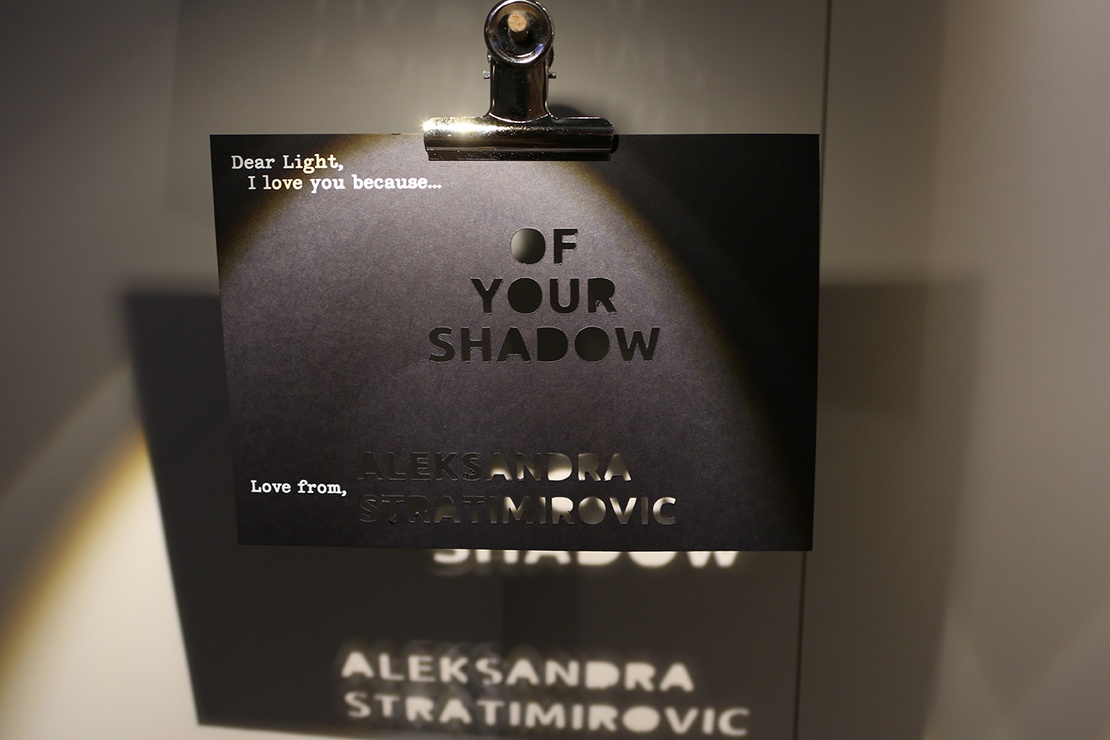 Dear Light,
I love you because...
OF
YOUR
SHADOW
Love from,
ALEKSANDRA
STRATIMIROVIC
SHADOW
ALEKSANDRA
STRATIMIROVIC